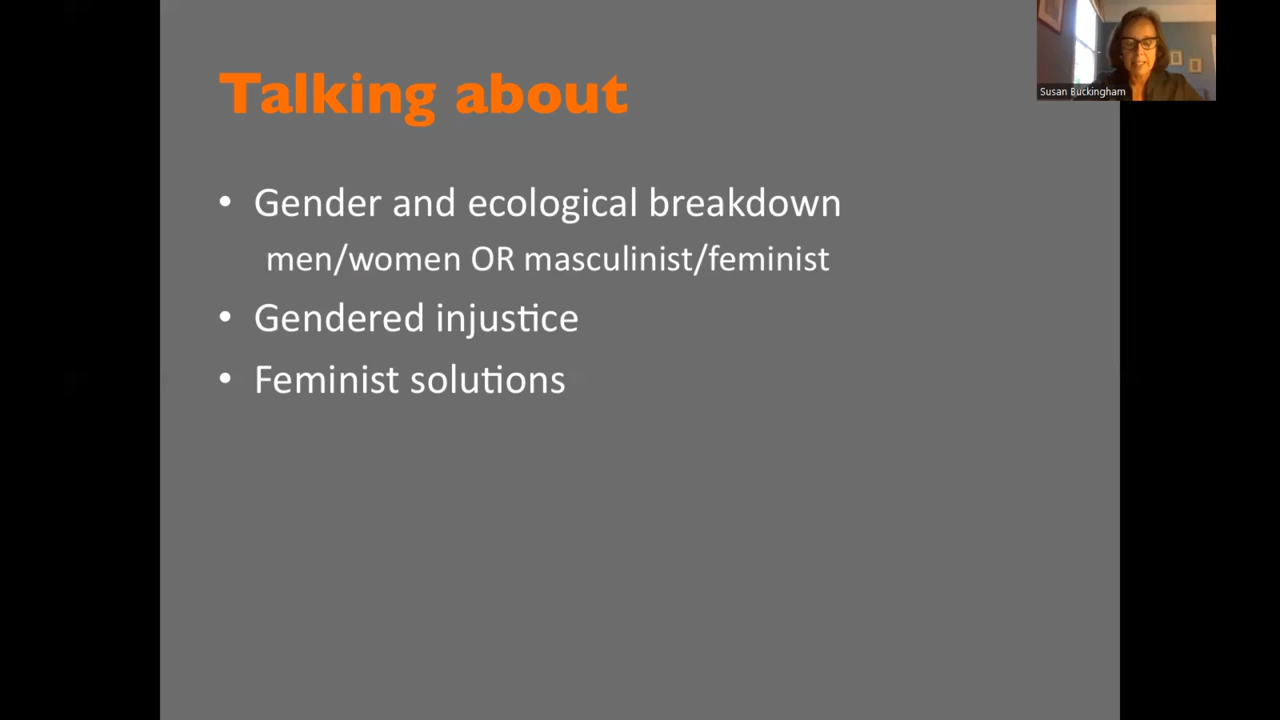 Talking about
• Gender and ecological breakdown
men/women OR masculinist/feminist
• Gendered injustice
• Feminist solutions
Susan Buckingham